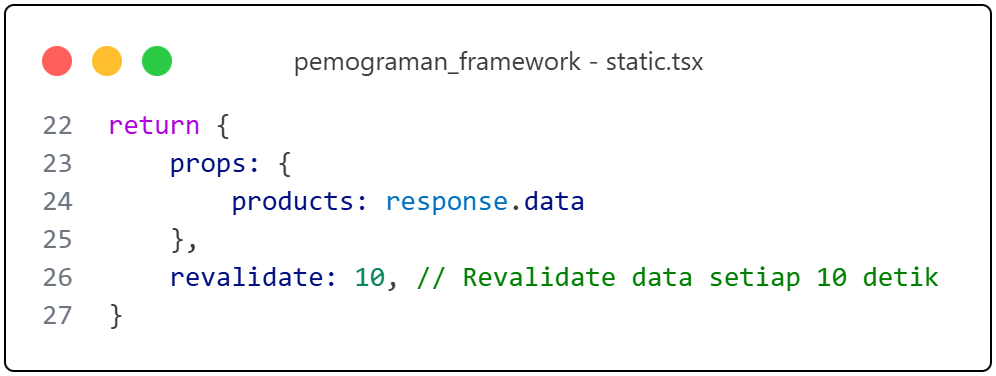 pemograman_framework - static.tsx
22 return {
23     props: {
24         products: response.data
25     },
26     revalidate: 10, // Revalidate data setiap 10 detik
27 }